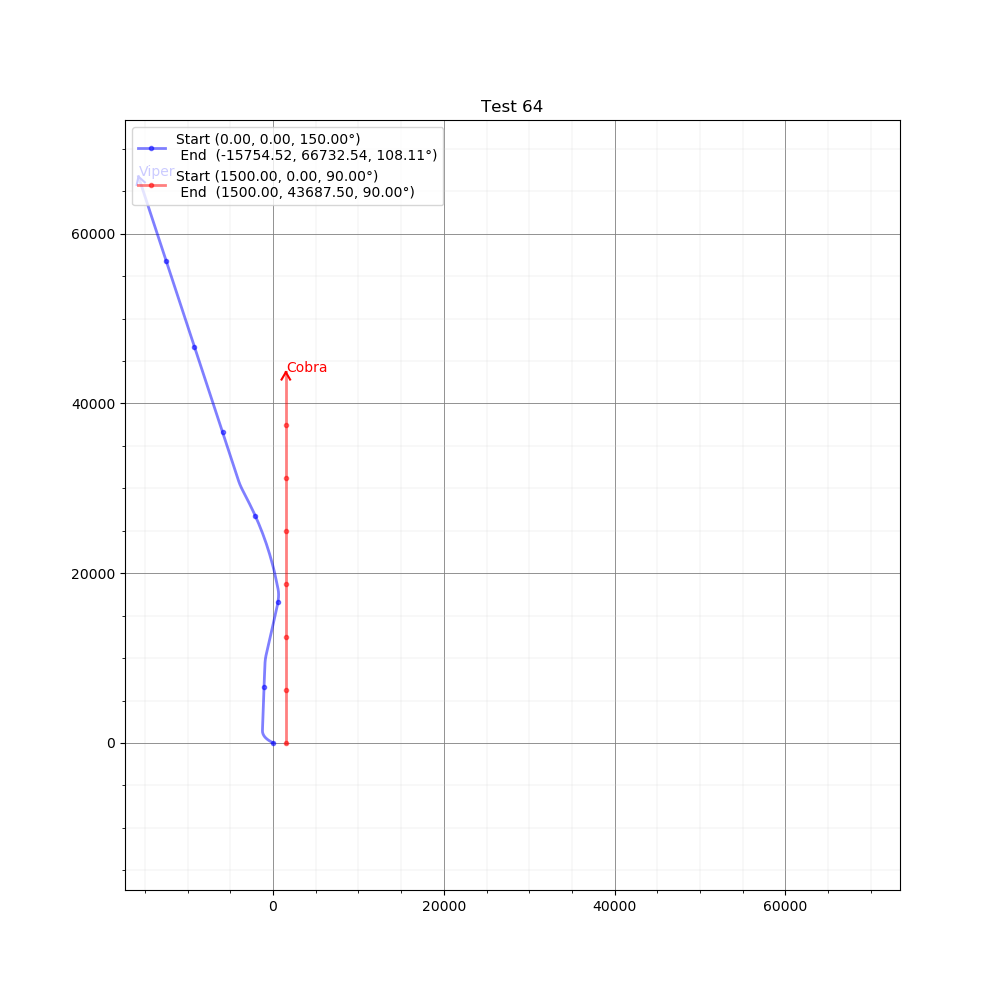 Test 64
Start (0.00, 0.00, 150.00°)
End (-15754.52, 66732.54, 108.11°)
Start (1500.00, 0.00, 90.00°)
End (1500.00, 43687.50, 90.00°)
Viper
Cobra
60000
40000
20000
0
0
20000
40000
60000